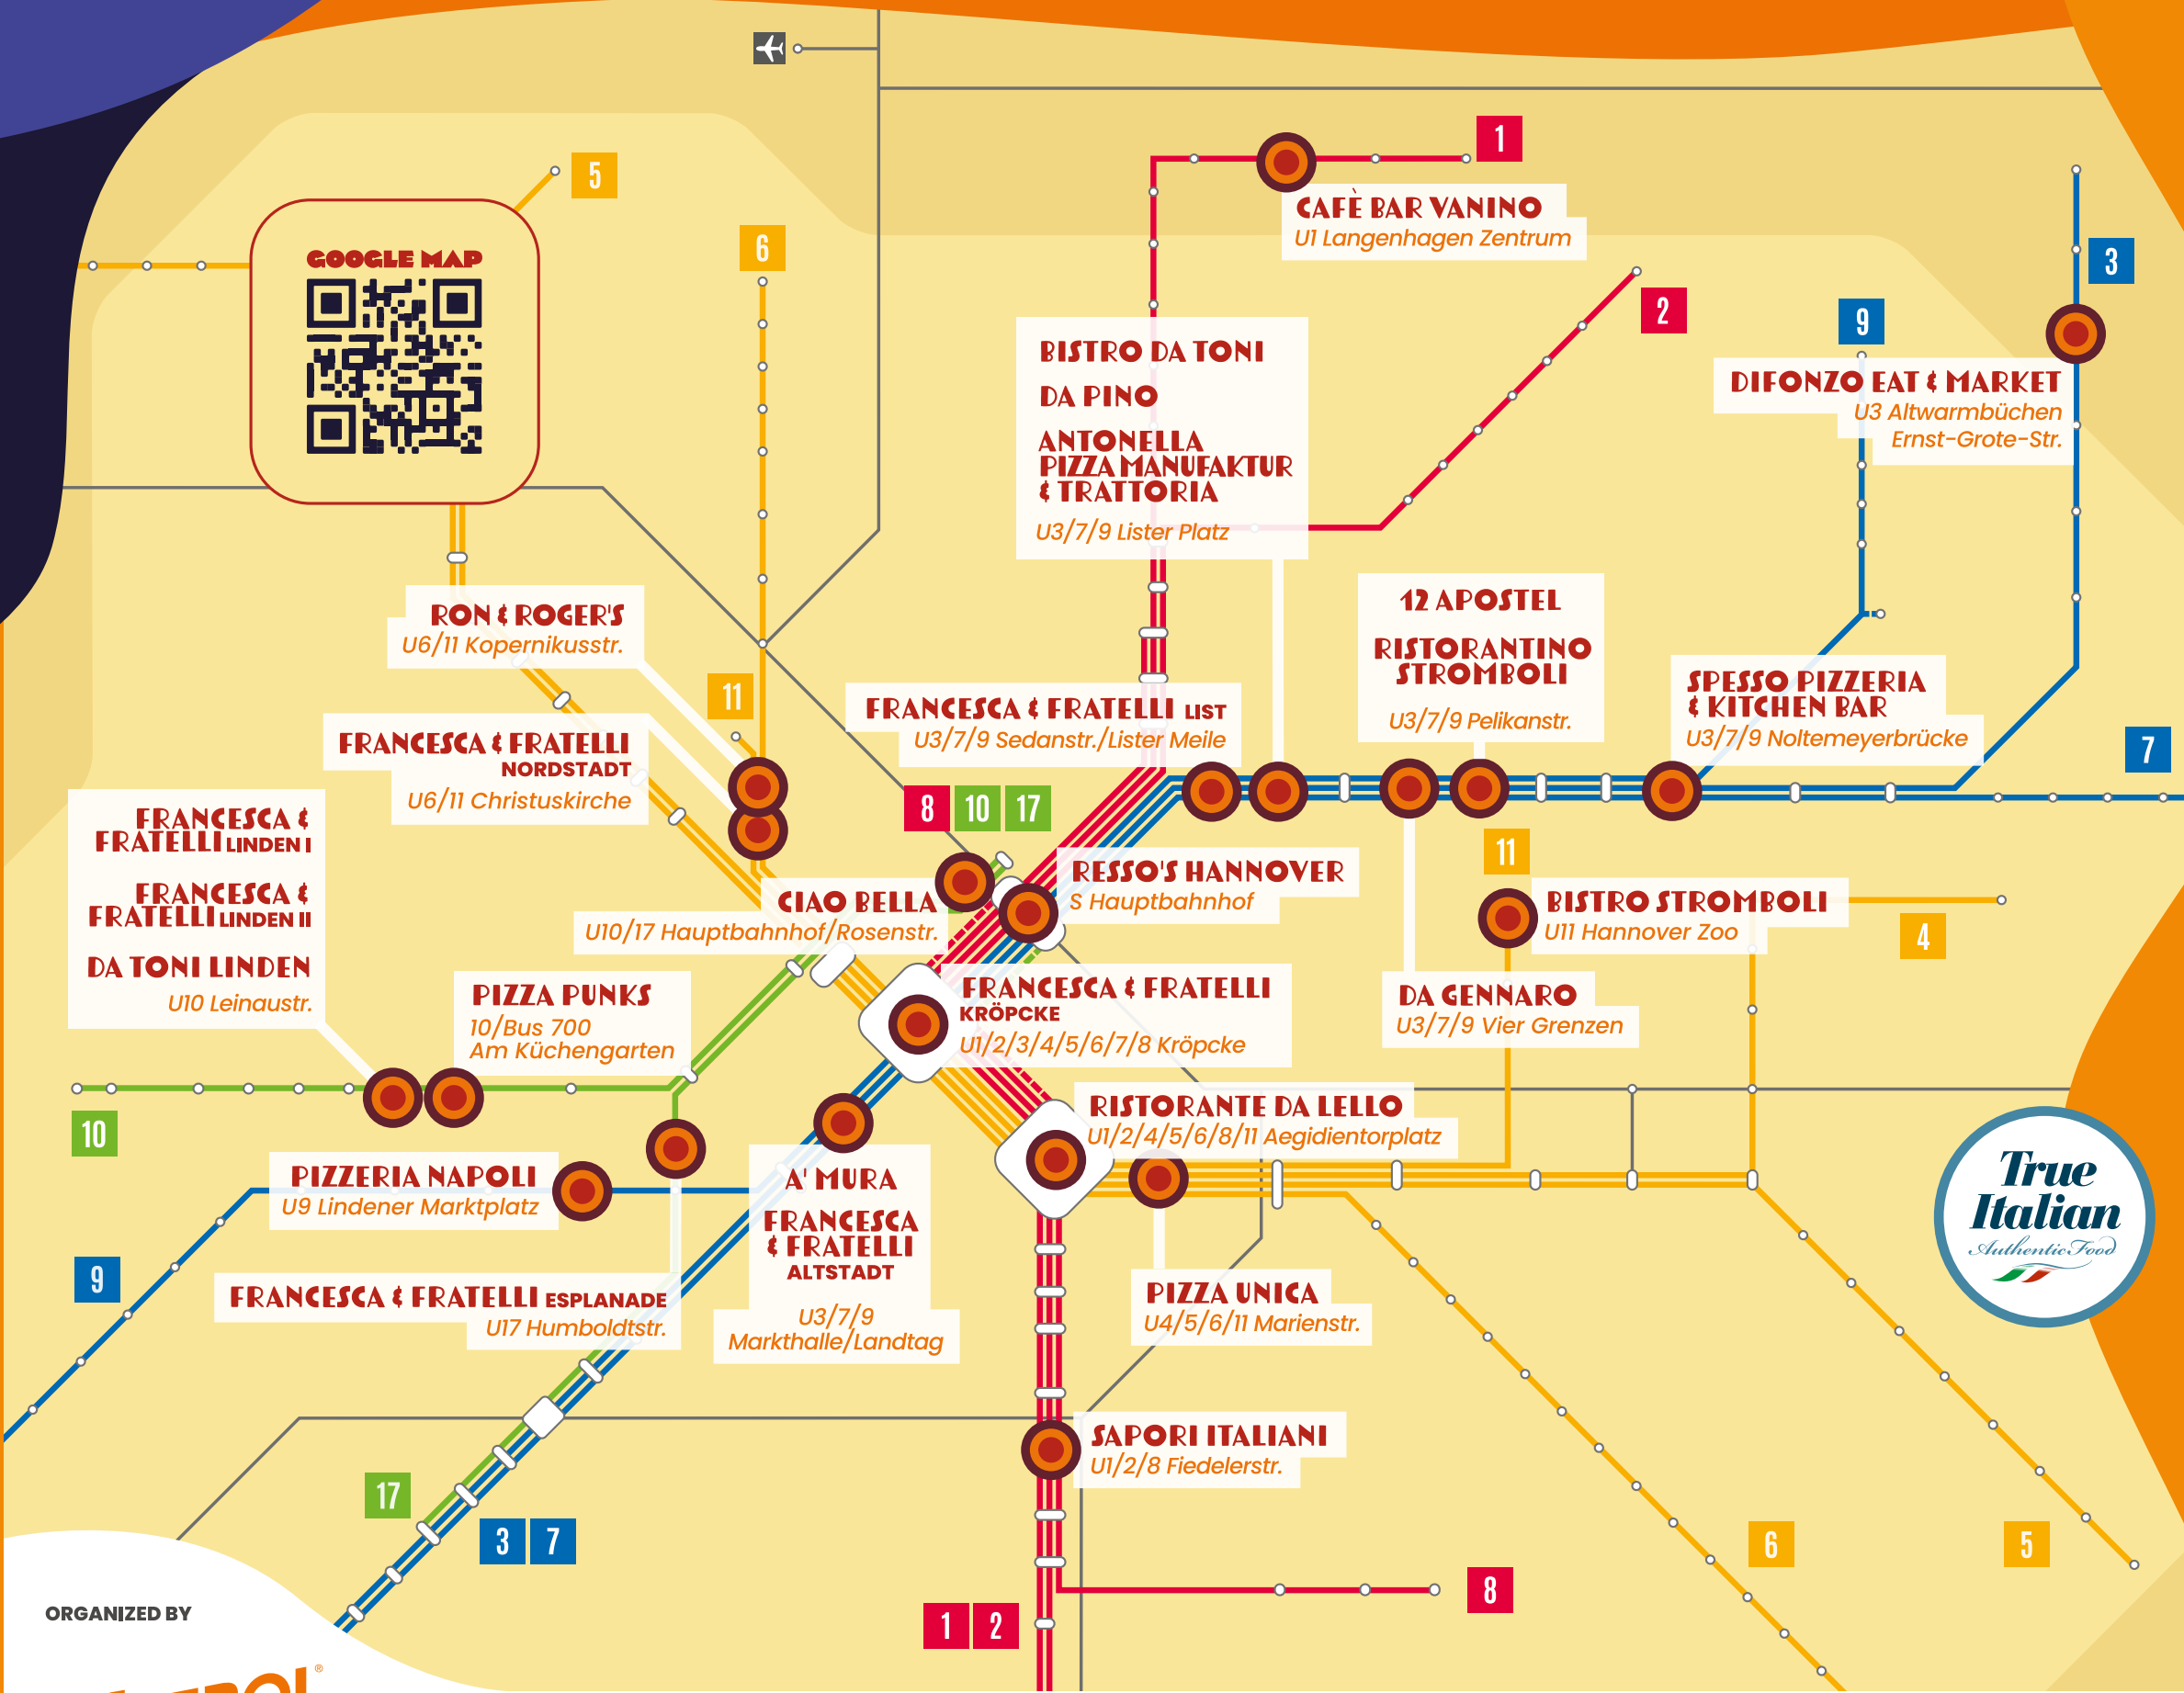 1
5
CAFÈ BAR VANINO
U1 Langenhagen Zentrum
6
3
GOOGLE MAP
2
9
BISTRO DA TONI
DA PINO
ANTONELLA
PIZZA MANUFAKTUR
& TRATTORIA
U3/7/9 Lister Platz
DIFONZO EAT & MARKET
U3 Altwarmbüchen
Ernst-Grote-Str.
RON & ROGER'S
U6/11 Kopernikusstr.
12 APOSTEL
RISTORANTINO
STROMBOLI
U3/7/9 Pelikanstr.
11
FRANCESCA & FRATELLI LIST
U3/7/9 Sedanstr./Lister Meile
SPESSO PIZZERIA
& KITCHEN BAR
U3/7/9 Noltemeyerbrücke
FRANCESCA & FRATELLI
NORDSTADT
U6/11 Christuskirche
7
8 10 17
FRANCESCA &
FRATELLI LINDEN I
FRANCESCA &
FRATELLI LINDEN II
DA TONI LINDEN
U10 Leinaustr.
11
RESSO'S HANNOVER
S Hauptbahnhof
CIAO BELLA
U10/17 Hauptbahnhof/Rosenstr.
BISTRO STROMBOLI
U11 Hannover Zoo
4
PIZZA PUNKS
10/Bus 700
Am Küchengarten
FRANCESCA & FRATELLI
KRÖPCKE
U1/2/3/4/5/6/7/8 Kröpcke
DA GENNARO
U3/7/9 Vier Grenzen
10
RISTORANTE DA LELLO
U1/2/4/5/6/8/11 Aegidientorplatz
PIZZERIA NAPOLI
U9 Lindener Marktplatz
A' MURA
FRANCESCA
& FRATELLI
ALTSTADT
U3/7/9
Markthalle/Landtag
True
Italian
Authentic Food
9
FRANCESCA & FRATELLI ESPLANADE
U17 Humboldtstr.
PIZZA UNICA
U4/5/6/11 Marienstr.
SAPORI ITALIANI
U1/2/8 Fiedelerstr.
17
3 7
6
5
8
1 2
ORGANIZED BY